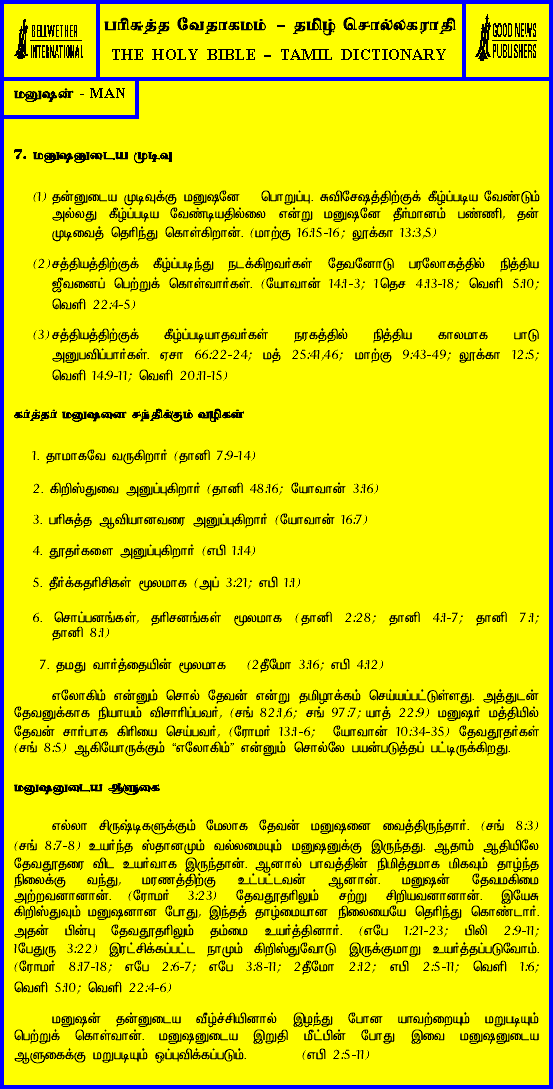 BELLWETHER
INTERNATIONAL
பரிசுத்த வேதாகமம் – தமிழ் சொல்லகராதி
THE HOLY BIBLE – TAMIL DICTIONARY
GOOD NEWS
PUBLISHERS
மனுஷன் - MAN
7. மனுஷனுடைய முடிவு
(1) தன்னுடைய முடிவுக்கு மனுஷனே பொறுப்பு. சுவிசேஷத்திற்குக் கீழ்ப்படிய வேண்டும்
அல்லது கீழ்ப்படிய வேண்டியதில்லை என்று மனுஷனே தீர்மானம் பண்ணி, தன்
முடிவைத் தெரிந்து கொள்கிறான். (மாற்கு 16:15-16; லூக்கா 13:3,5)
(2)சத்தியத்திற்குக் கீழ்ப்படிந்து நடக்கிறவர்கள் தேவனோடு பரலோகத்தில் நித்திய
ஜீவனைப் பெற்றுக் கொள்வார்கள். (யோவான் 14:1-3; 1தெச 4:13-18; வெளி 5:10;
வெளி 22:4-5)
(3)சத்தியத்திற்குக் கீழ்ப்படியாதவர்கள் நரகத்தில் நித்திய காலமாக பாடு
அனுபவிப்பார்கள். ஏசா 66:22-24; மத் 25:41,46; மாற்கு 9:43-49; லூக்கா 12:5;
வெளி 14:9-11; வெளி 20:11-15)
கர்த்தர் மனுஷனை சந்திக்கும் வழிகள்
1. தாமாகவே வருகிறார் (தானி 7:9-14)
2. கிறிஸ்துவை அனுப்புகிறார் (தானி 48:16; யோவான் 3:16)
3. பரிசுத்த ஆவியானவரை அனுப்புகிறார் (யோவான் 16:7)
4. தூதர்களை அனுப்புகிறார் (எபி 1:14)
5. தீர்க்கதரிசிகள் மூலமாக (அப் 3:21; எபி 1:1)
6. சொப்பனங்கள், தரிசனங்கள் மூலமாக (தானி 2:28; தானி 4:1-7; தானி 7:1;
தானி 8:1)
7. தமது வார்த்தையின் மூலமாக (2தீமோ 3:16; எபி 4:12)
எலோகிம் என்னும் சொல் தேவன் என்று தமிழாக்கம் செய்யப்பட்டுள்ளது. அத்துடன்
தேவனுக்காக நியாயம் விசாரிப்பவர், (சங் 82:1,6; சங் 97:7; யாத் 22:9) மனுஷர் மத்தியில்
தேவன் சார்பாக கிரியை செய்பவர், (ரோமர் 13:1-6; யோவான் 10:34-35) தேவதூதர்கள்
(சங் 8:5) ஆகியோருக்கும் “எலோகிம்” என்னும் சொல்லே பயன்படுத்தப் பட்டிருக்கிறது.
மனுஷனுடைய ஆளுகை
எல்லா சிருஷ்டிகளுக்கும் மேலாக தேவன் மனுஷனை வைத்திருந்தார். (சங் 8:3)
(சங் 8:7-8) உயர்ந்த ஸ்தானமும் வல்லமையும் மனுஷனுக்கு இருந்தது. ஆதாம் ஆதியிலே
தேவதூதரை விட உயர்வாக இருந்தான். ஆனால் பாவத்தின் நிமித்தமாக மிகவும் தாழ்ந்த
நிலைக்கு வந்து, மரணத்திற்கு உட்பட்டவன் ஆனான். மனுஷன் தேவமகிமை
அற்றவனானான். (ரோமர் 3:23) தேவதூதரிலும் சற்று சிறியவனானான். இயேசு
கிறிஸ்துவும் மனுஷனான போது, இந்தத் தாழ்மையான நிலையையே தெரிந்து கொண்டார்.
அதன் பின்பு தேவதூதரிலும் தம்மை உயர்த்தினார். (எபே 1:21-23; பிலி 2:9-11;
1பேதுரு 3:22) இரட்சிக்கப்பட்ட நாமும் கிறிஸ்துவோடு இருக்குமாறு உயர்த்தப்படுவோம்.
(ரோமர் 8:17-18; எபே 2:6-7; எபே 3:8-11; 2தீமோ 2:12; எபி 2:5-11; வெளி 1:6;
வெளி 5:10; வெளி 22:4-6)
மனுஷன் தன்னுடைய வீழ்ச்சியினால் இழந்து போன யாவற்றையும் மறுபடியும்
பெற்றுக் கொள்வான். மனுஷனுடைய இறுதி மீட்பின் போது இவை மனுஷனுடைய
ஆளுகைக்கு மறுபடியும் ஒப்புவிக்கப்படும். (எபி 2:5-11)